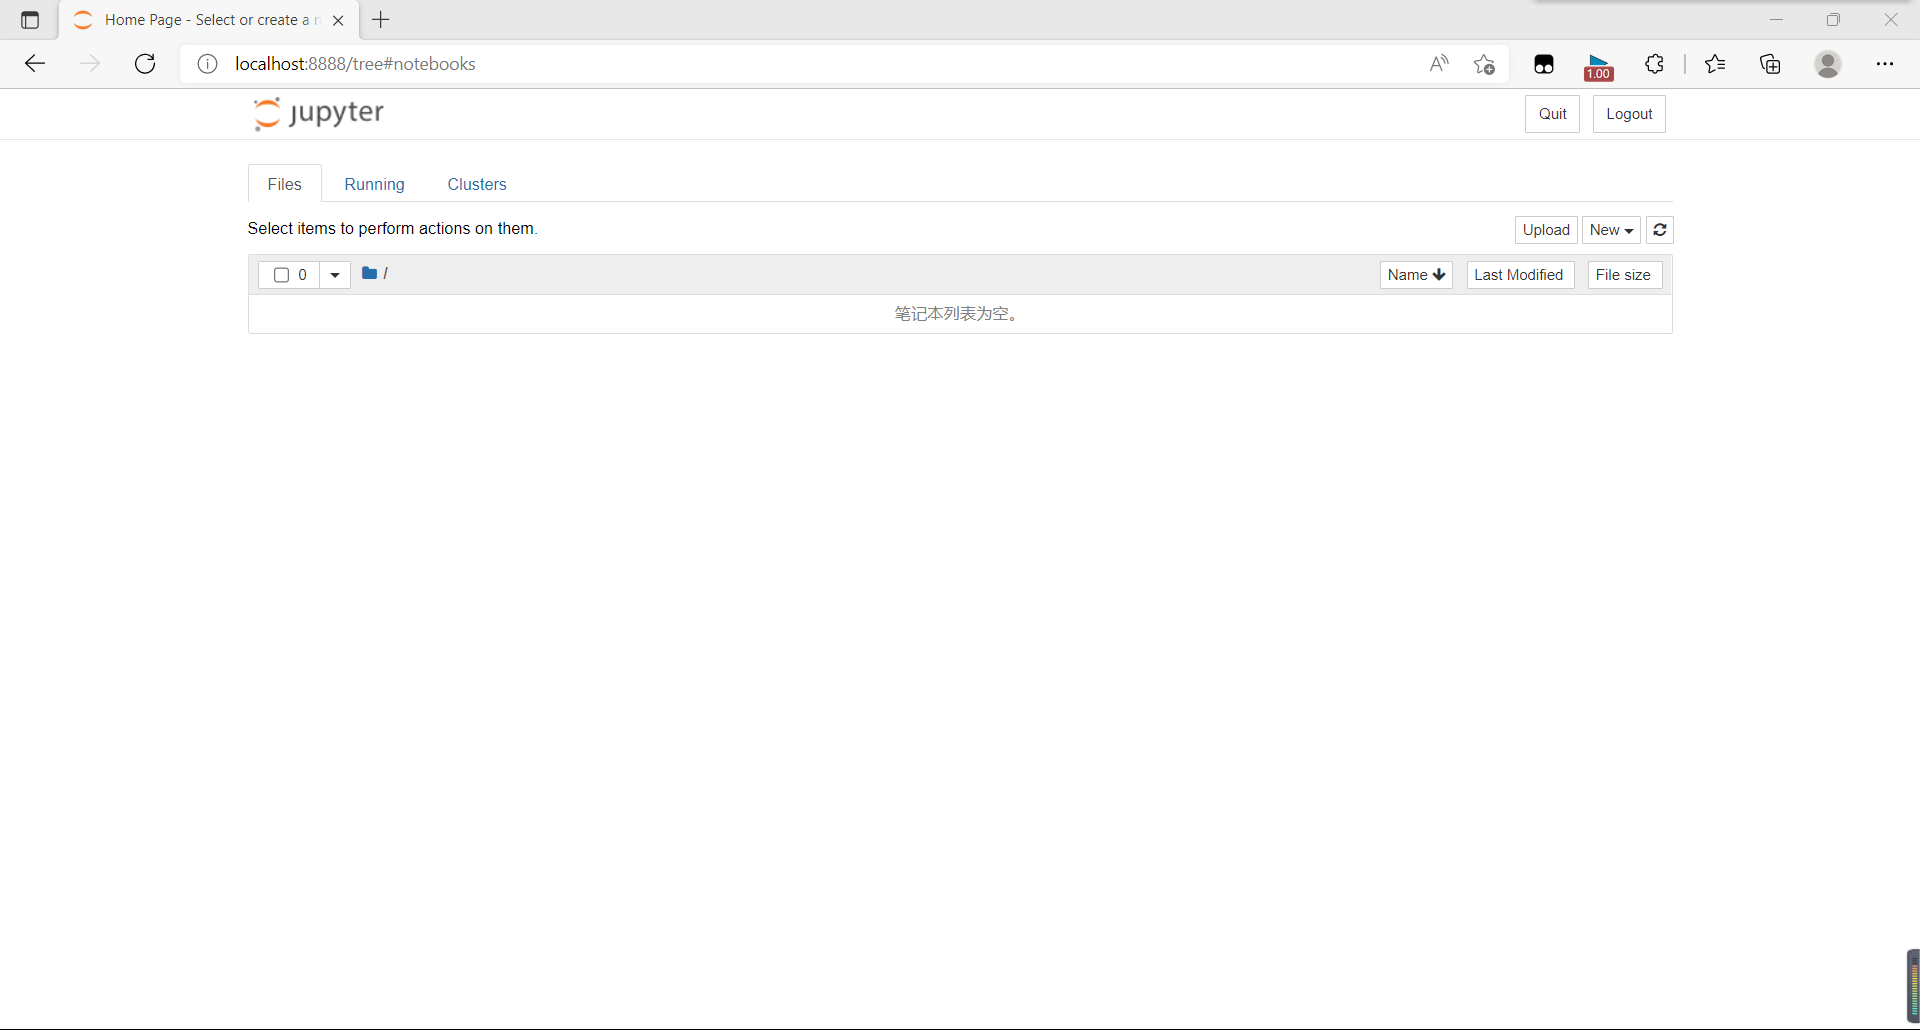 Home Page - Select or create a n
localhost:8888/tree#notebooks
1.00
jupyter
Quit
Logout
Files
Running
Clusters
Select items to perform actions on them.
Upload
New
0
/
Name
Last Modified
File size
笔记本列表为空。